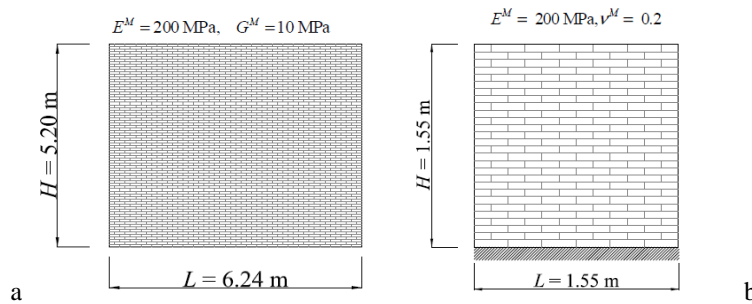 E^M = 200 MPa, G^M = 10 MPa
H = 5.20 m
L = 6.24 m
a
E^M = 200 MPa, ν^M = 0.2
H = 1.55 m
L = 1.55 m
b